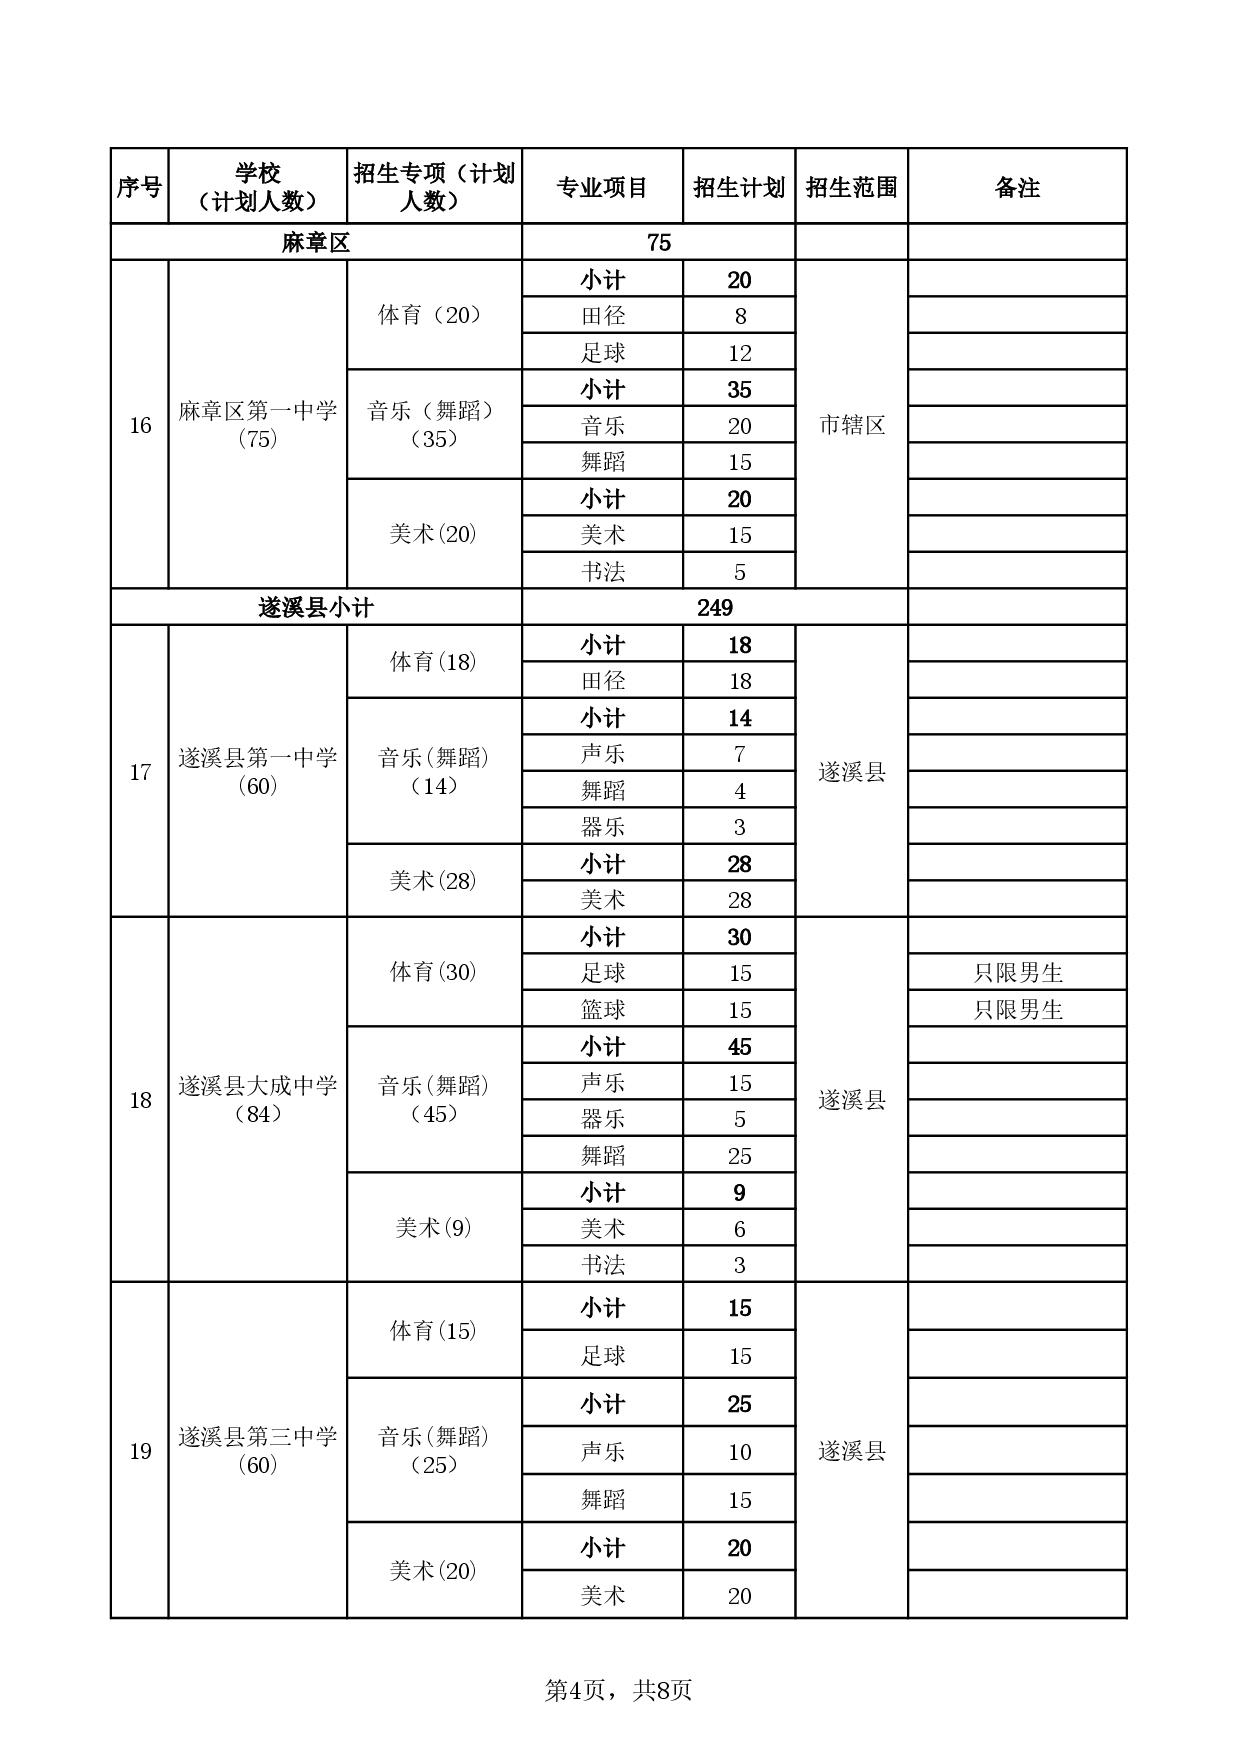 序号 学校（计划人数） 招生专项（计划人数） 专业项目 招生计划 招生范围 备注
麻章区 75
16 麻章区第一中学(75) 体育（20） 小计 20 市辖区
田径 8
足球 12
音乐（舞蹈）（35） 小计 35
音乐 20
舞蹈 15
美术(20) 小计 20
美术 15
书法 5
遂溪县小计 249
17 遂溪县第一中学(60) 体育(18) 小计 18 遂溪县
田径 18
音乐(舞蹈)（14） 小计 14
声乐 7
舞蹈 4
器乐 3
美术(28) 小计 28
美术 28
18 遂溪县大成中学（84） 体育(30) 小计 30 遂溪县
足球 15 只限男生
篮球 15 只限男生
音乐(舞蹈)（45） 小计 45
声乐 15
器乐 5
舞蹈 25
美术(9) 小计 9
美术 6
书法 3
19 遂溪县第三中学(60) 体育(15) 小计 15 遂溪县
足球 15
音乐(舞蹈)（25） 小计 25
声乐 10
舞蹈 15
美术(20) 小计 20
美术 20
第4页，共8页